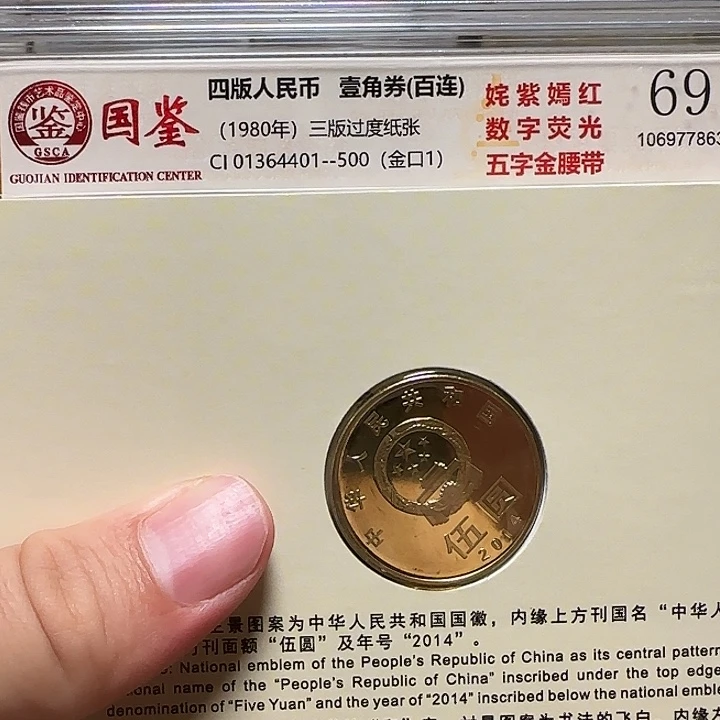 国鉴
GSCA
GUOJIAN IDENTIFICATION CENTER
四版人民币 壹角券(百连)
(1980年) 三版过度纸张
CI 01364401--500 (金口1)
姹紫嫣红
数字荧光
五字金腰带
69
10697786
中华人民共和国
伍圆
2014
景图案为中华人民共和国国徽，内缘上方刊国名“中华人
刊面额“伍圆”及年号“2014”。
: National emblem of the People's Republic of China as its central pattern
name of the “People's Republic of China” inscribed under the top edge
denomination of “Five Yuan” and the year of “2014” inscribed below the national emble